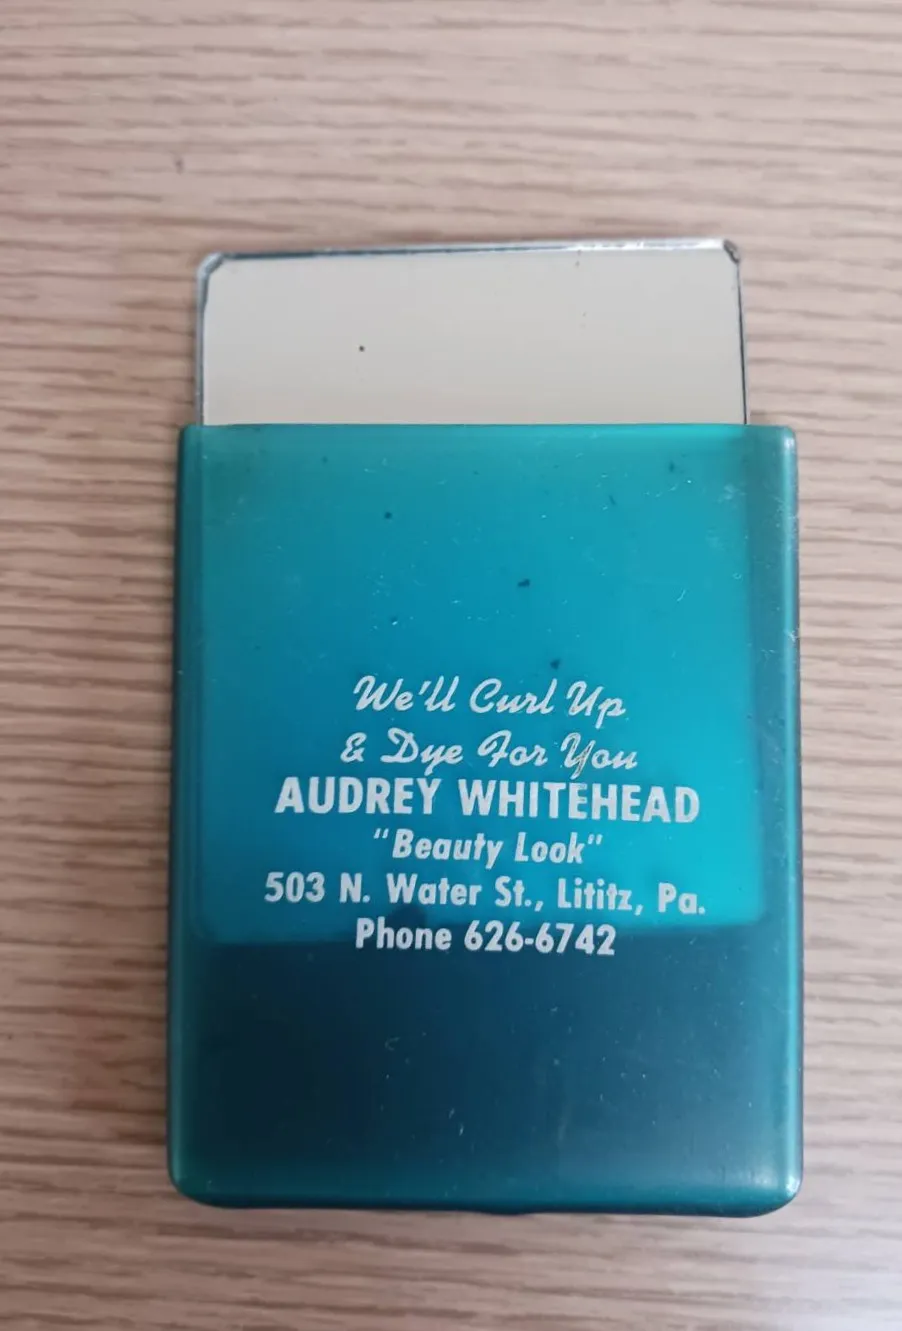 We'll Curl Up
& Dye For You
AUDREY WHITEHEAD
"Beauty Look"
503 N. Water St., Lititz, Pa.
Phone 626-6742